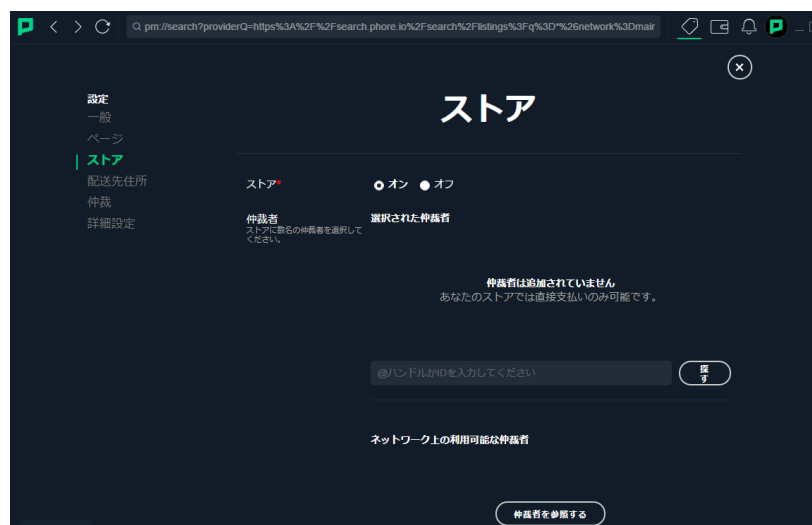 pm://search?providerQ=https%3A%2F%2Fsearch.phore.io%2Fsearch%2Flistings%3Fq%3D*%26network%3Dmair
設定
一般
ページ
ストア
配送先住所
仲裁
詳細設定
ストア
ストア* オン オフ
仲裁者
ストアに数名の仲裁者を選択して
ください。
選択された仲裁者
仲裁者は追加されていません
あなたのストアでは直接支払いのみ可能です。
@ハンドルかIDを入力してください
探
す
ネットワーク上の利用可能な仲裁者
仲裁者を参照する